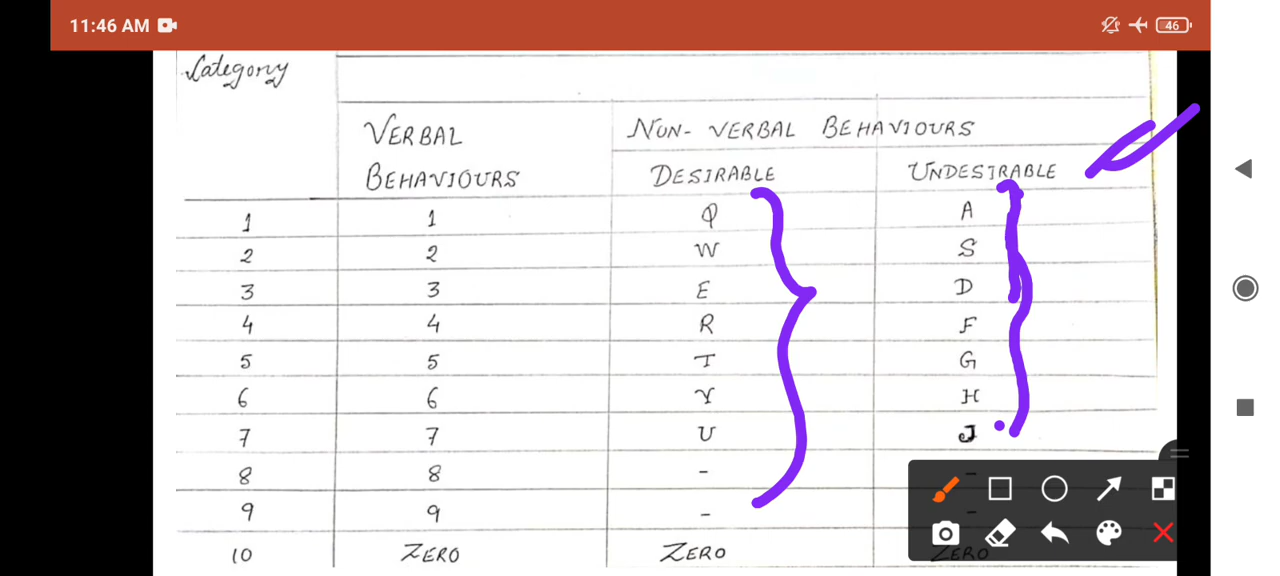 11:46 AM
46
Category
VERBAL BEHAVIOURS
NON-VERBAL BEHAVIOURS
DESIRABLE UNDESIRABLE
1 1 Q A
2 2 W S
3 3 E D
4 4 R F
5 5 T G
6 6 Y H
7 7 U J
8 8 - -
9 9 - -
10 ZERO ZERO ZERO